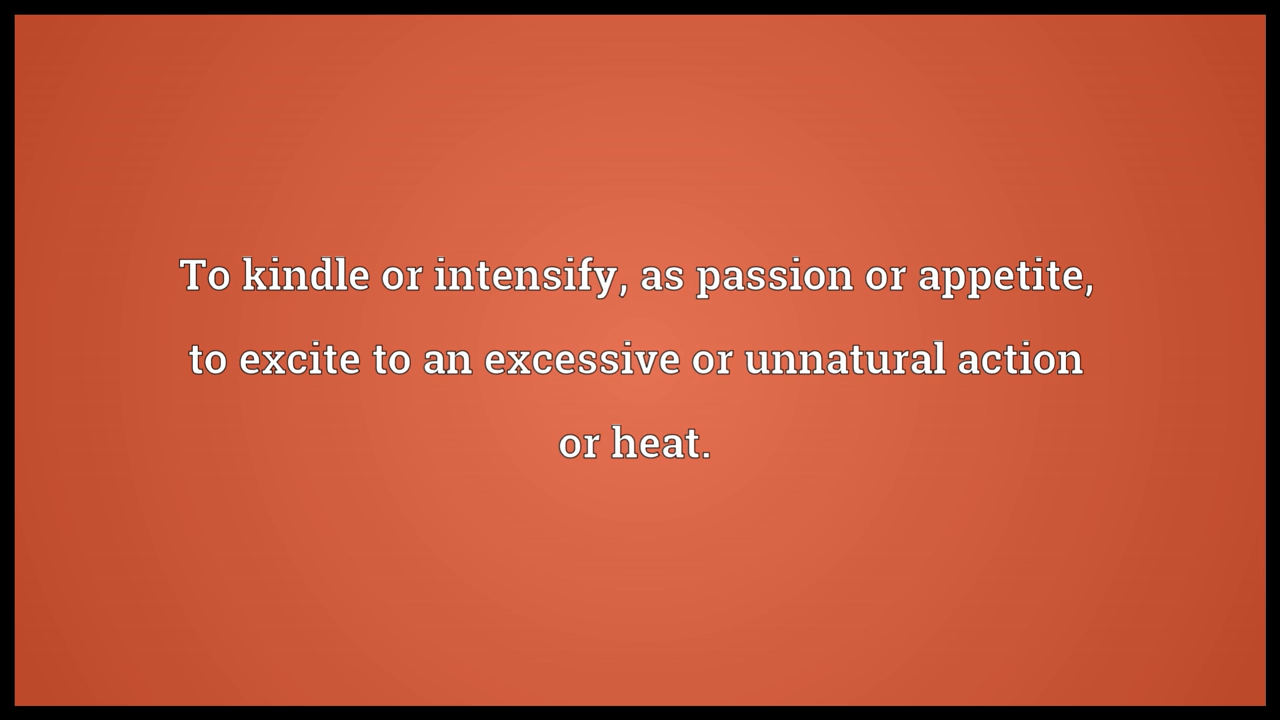 To kindle or intensify, as passion or appetite,
to excite to an excessive or unnatural action
or heat.